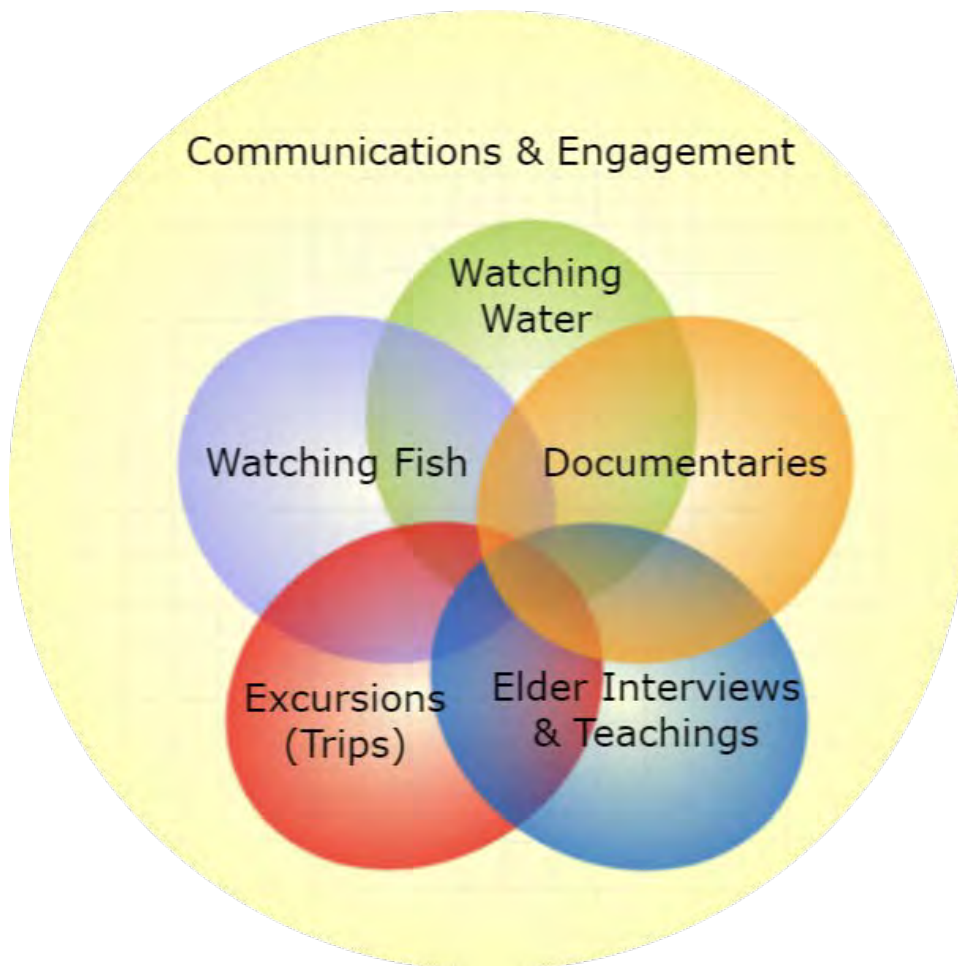 Communications & Engagement
Watching
Water
Watching Fish
Documentaries
Excursions
(Trips)
Elder Interviews
& Teachings